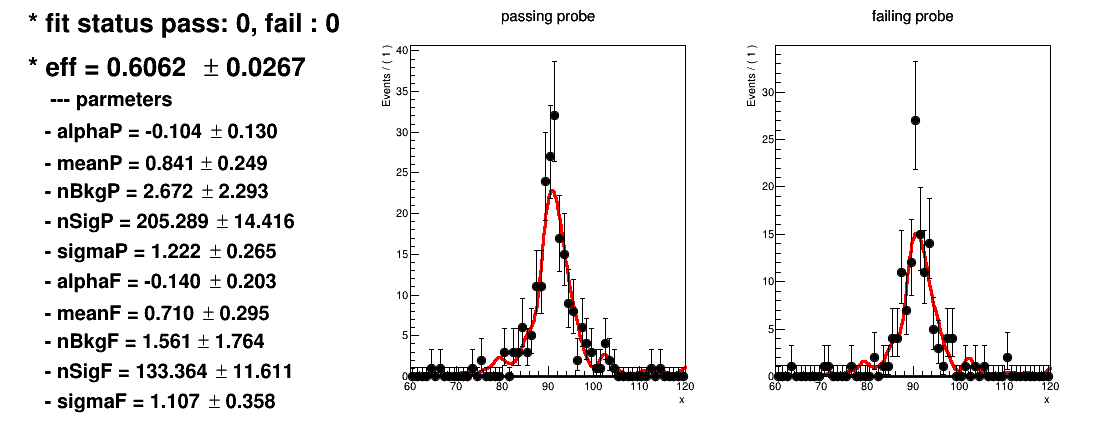 * fit status pass: 0, fail : 0
* eff = 0.6062 ± 0.0267
--- parmeters
- alphaP = -0.104 ± 0.130
- meanP = 0.841 ± 0.249
- nBkgP = 2.672 ± 2.293
- nSigP = 205.289 ± 14.416
- sigmaP = 1.222 ± 0.265
- alphaF = -0.140 ± 0.203
- meanF = 0.710 ± 0.295
- nBkgF = 1.561 ± 1.764
- nSigF = 133.364 ± 11.611
- sigmaF = 1.107 ± 0.358
passing probe
Events / ( 1 )
40
35
30
25
20
15
10
5
0
60 70 80 90 100 110 120
x
failing probe
Events / ( 1 )
30
25
20
15
10
5
0
60 70 80 90 100 110 120
x